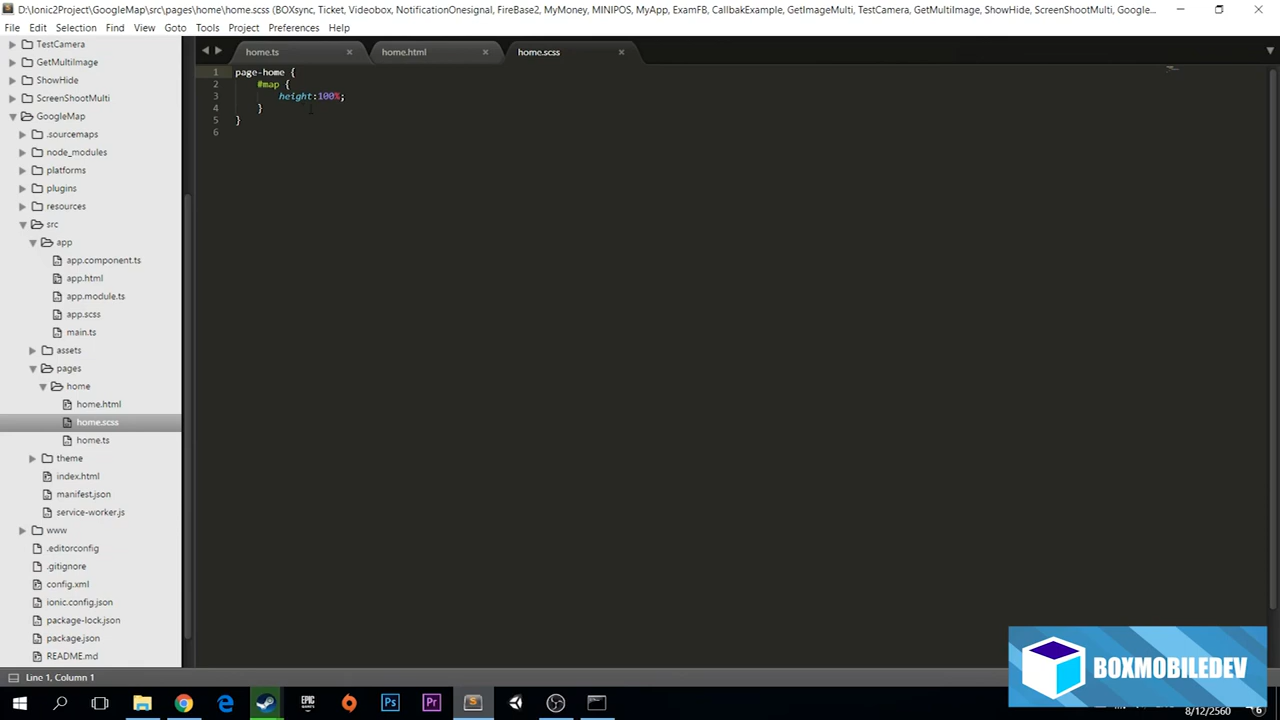 D:\Ionic2Project\GoogleMap\src\pages\home\home.scss (BOXsync, Ticket, Videobox, NotificationOnesignal, FireBase2, MyMoney, MINIPOS, MyApp, ExamFB, CallbakExample, GetImageMulti, TestCamera, GetMultiImage, ShowHide, ScreenShootMulti, Google...
File Edit Selection Find View Goto Tools Project Preferences Help
TestCamera
GetMultiImage
ShowHide
ScreenShootMulti
GoogleMap
.sourcemaps
node_modules
platforms
plugins
resources
src
app
app.component.ts
app.html
app.module.ts
app.scss
main.ts
assets
pages
home
home.html
home.scss
home.ts
theme
index.html
manifest.json
service-worker.js
www
.editorconfig
.gitignore
config.xml
ionic.config.json
package-lock.json
package.json
README.md
home.ts home.html home.scss
1 page-home {
2 #map {
3 height:100%;
4 }
5 }
6
Line 1, Column 1
BOXMOBILEDEV
8/12/2560